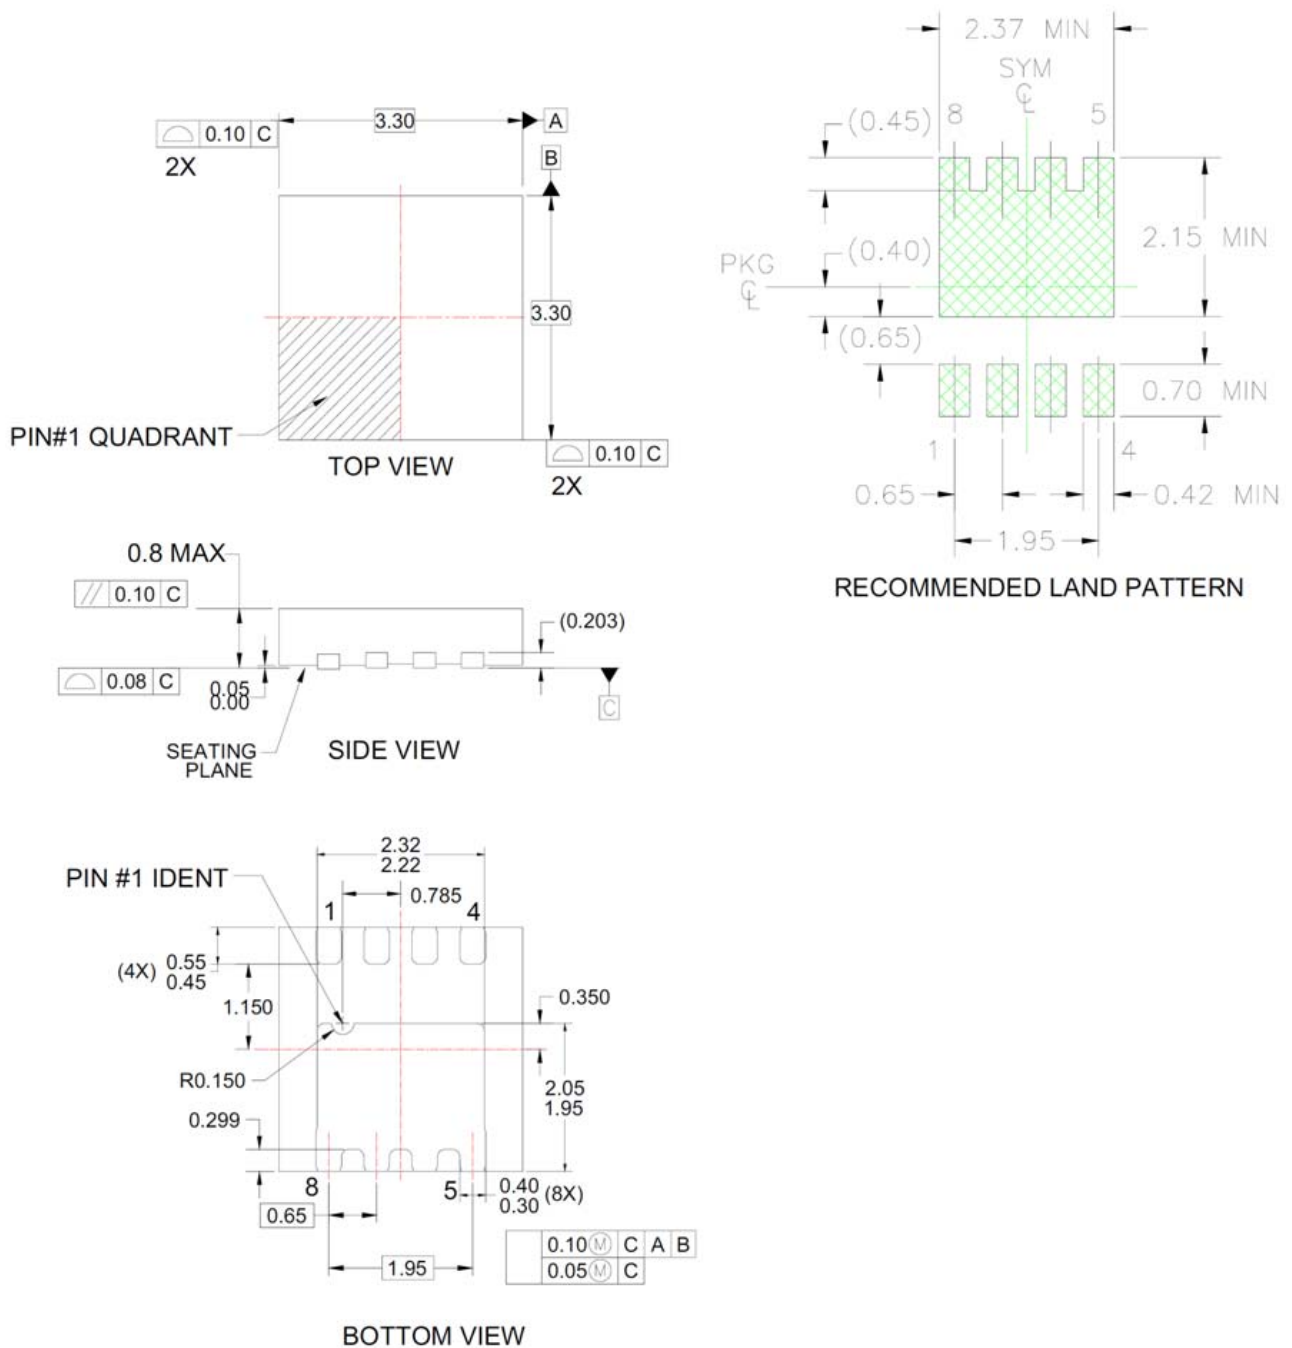 3.30
A
0.10 C
2X
B
3.30
PIN#1 QUADRANT
TOP VIEW
0.10 C
2X
2.37 MIN
SYM
℄
(0.45)
8
5
2.15 MIN
(0.40)
PKG
℄
(0.65)
0.70 MIN
1
4
0.65
0.42 MIN
1.95
RECOMMENDED LAND PATTERN
0.8 MAX
// 0.10 C
(0.203)
0.08 C
0.05
0.00
C
SEATING
PLANE
SIDE VIEW
2.32
2.22
PIN #1 IDENT
0.785
1
4
(4X) 0.55
0.45
1.150
0.350
R0.150
2.05
1.95
0.299
8
5
0.40
0.30 (8X)
0.65
1.95
0.10Ⓜ C A B
0.05Ⓜ C
BOTTOM VIEW